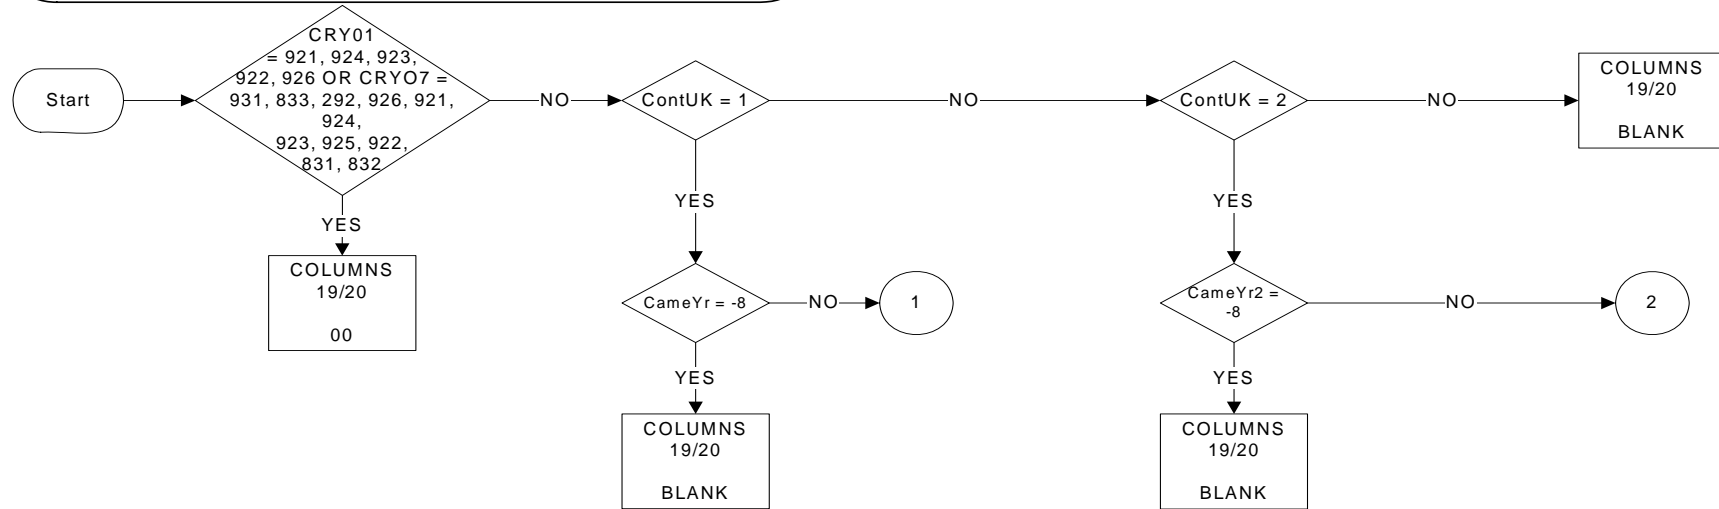 Start
CRY01
= 921, 924, 923,
922, 926 OR CRYO7 =
931, 833, 292, 926, 921,
924,
923, 925, 922,
831, 832
NO
ContUK = 1
NO
ContUK = 2
NO
COLUMNS
19/20
BLANK
YES
YES
YES
COLUMNS
19/20
00
CameYr = -8
NO
1
CameYr2 =
-8
NO
2
YES
YES
COLUMNS
19/20
BLANK
COLUMNS
19/20
BLANK